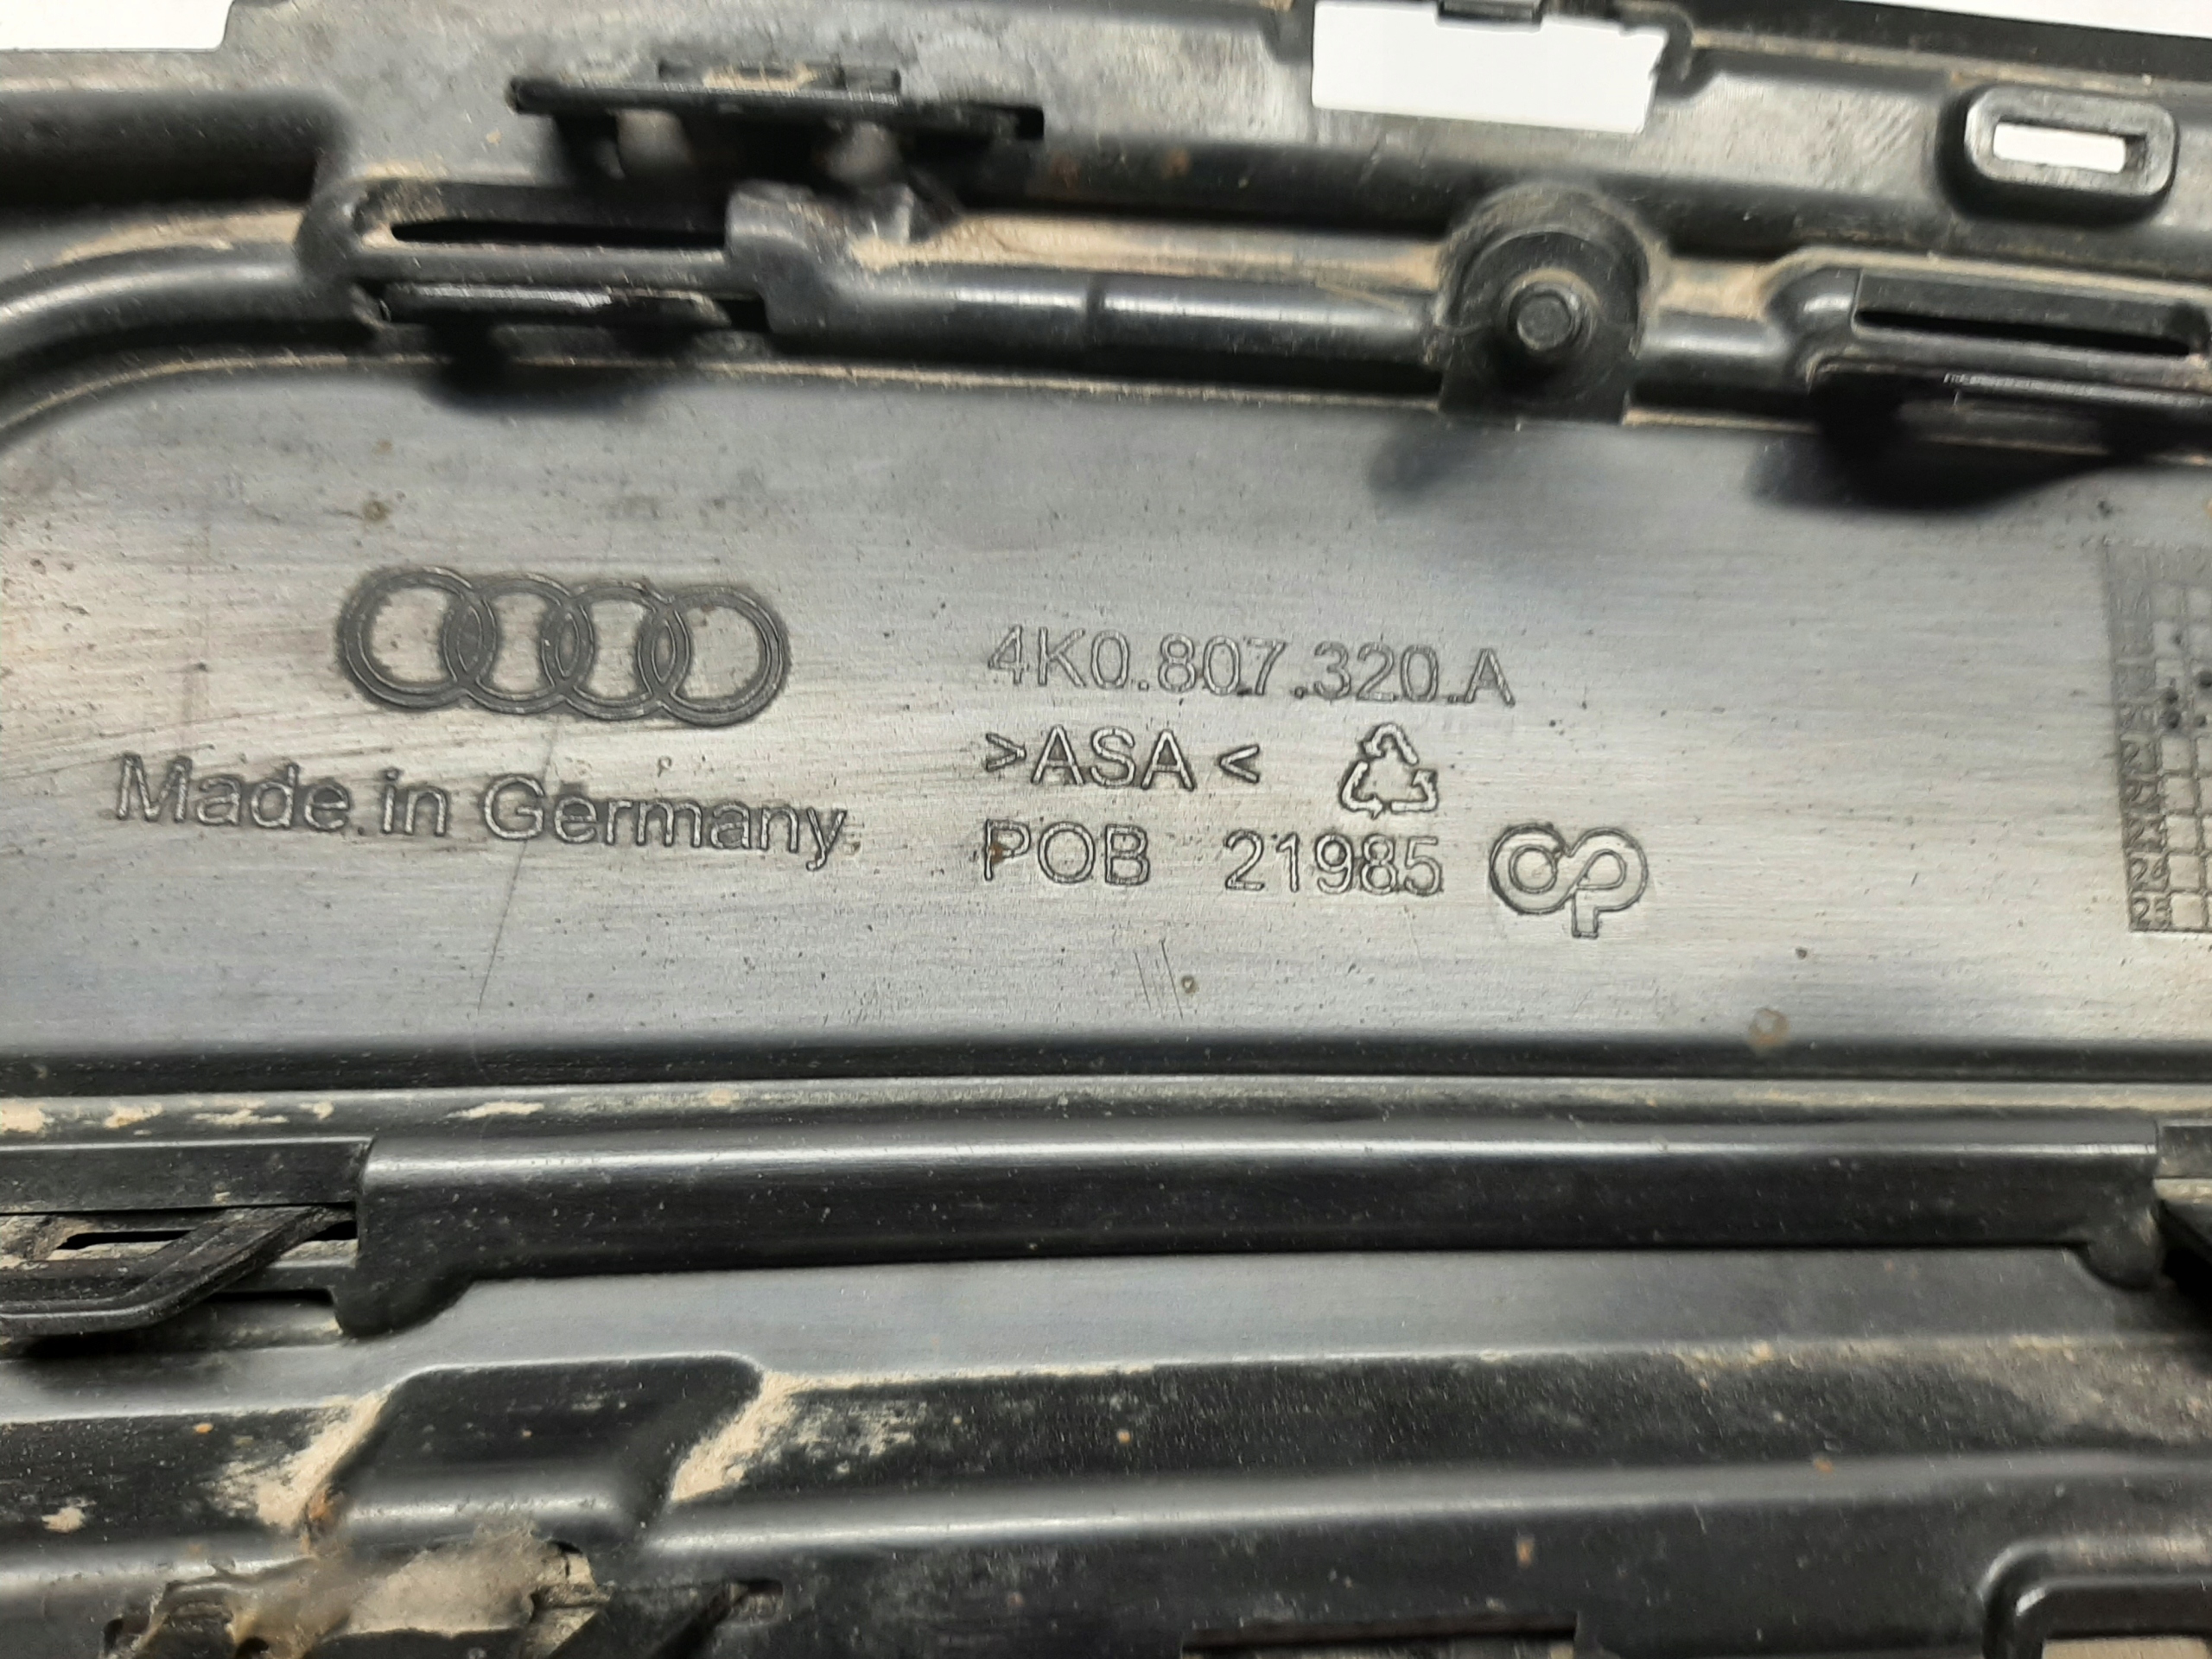 4K0.807.320.A
>ASA<
Made in Germany
POB 21985